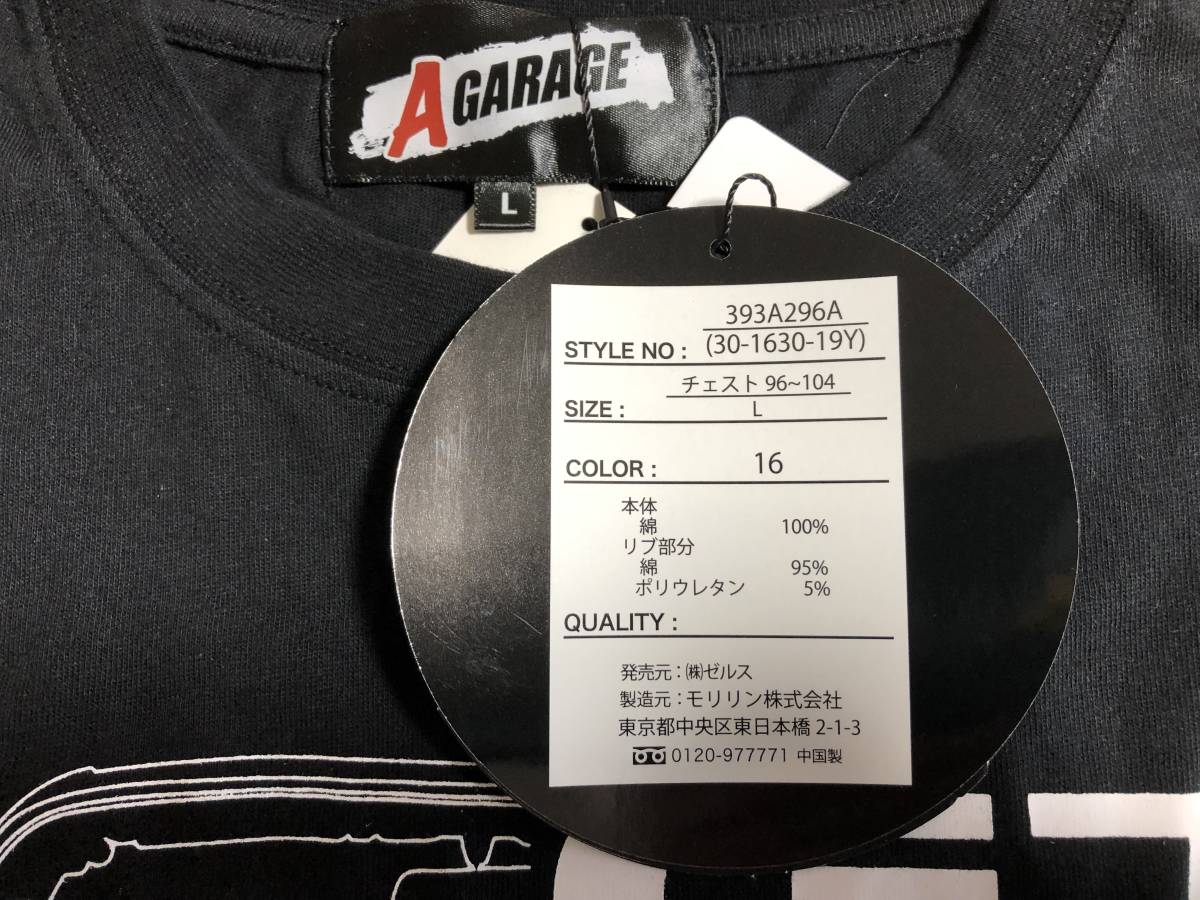 A GARAGE
L
393A296A
STYLE NO : (30-1630-19Y)
チェスト 96~104
SIZE : L
COLOR : 16
本体
綿 100%
リブ部分
綿 95%
ポリウレタン 5%
QUALITY :
発売元 : ㈱ゼルス
製造元 : モリリン株式会社
東京都中央区東日本橋 2-1-3
0120-977771 中国製